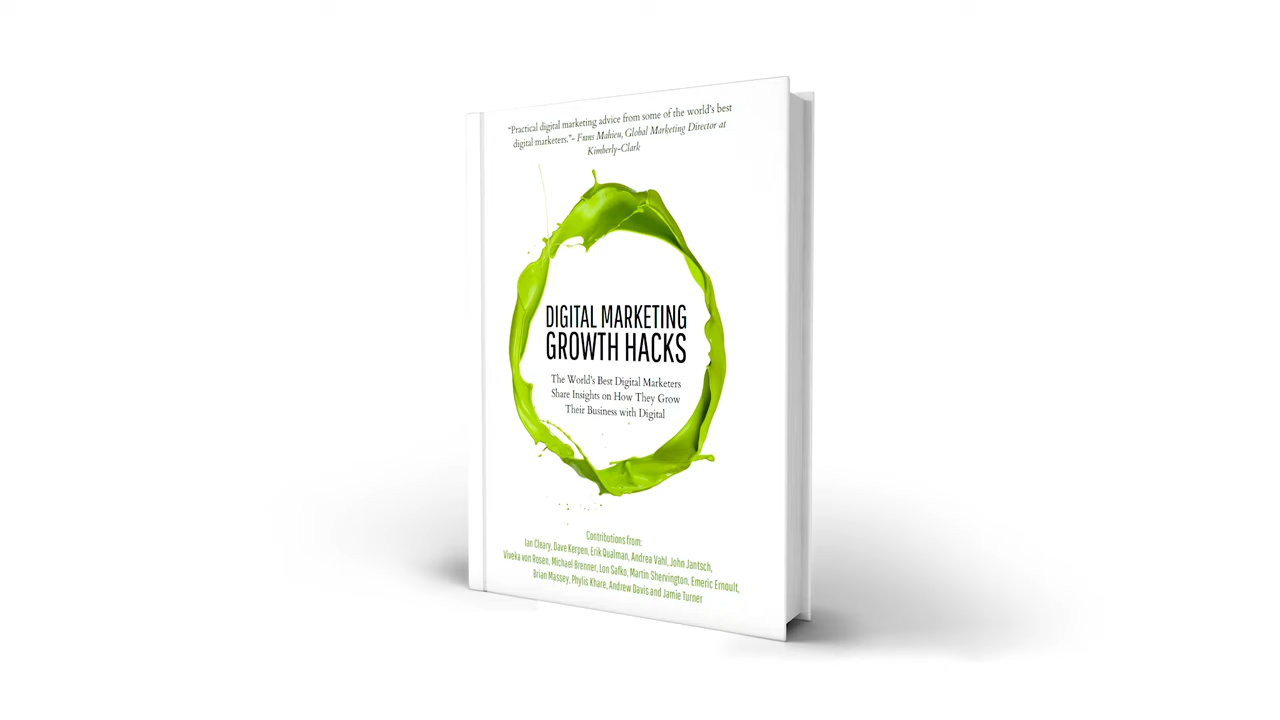 “Practical digital marketing advice from some of the world’s best
digital marketers.”- Frans Mahieu, Global Marketing Director at
Kimberly-Clark
DIGITAL MARKETING
GROWTH HACKS
The World’s Best Digital Marketers
Share Insights on How They Grow
Their Business with Digital
Contributions from:
Ian Cleary, Dave Kerpen, Erik Qualman, Andrea Vahl, John Jantsch,
Viveka von Rosen, Michael Brenner, Lon Safko, Martin Shervington, Emeric Ernoult,
Brian Massey, Phylis Khare, Andrew Davis and Jamie Turner